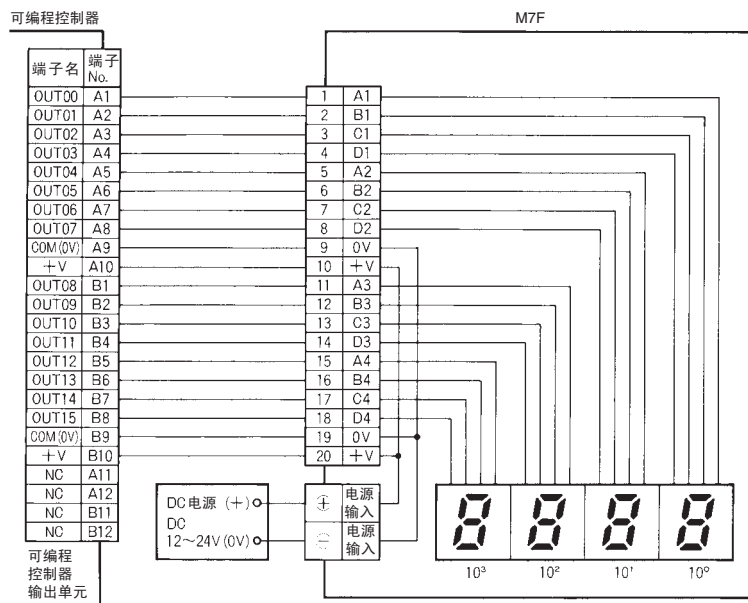 可编程控制器
M7F
端子名 端子 No.
OUT00 A1 1 A1
OUT01 A2 2 B1
OUT02 A3 3 C1
OUT03 A4 4 D1
OUT04 A5 5 A2
OUT05 A6 6 B2
OUT06 A7 7 C2
OUT07 A8 8 D2
COM(0V) A9 9 0V
+V A10 10 +V
OUT08 B1 11 A3
OUT09 B2 12 B3
OUT10 B3 13 C3
OUT11 B4 14 D3
OUT12 B5 15 A4
OUT13 B6 16 B4
OUT14 B7 17 C4
OUT15 B8 18 D4
COM(0V) B9 19 0V
+V B10 20 +V
NC A11
NC A12
NC B11
NC B12
DC电源 (+)
DC
12~24V(0V)
⊕ 电源
输入
⊖ 电源
输入
8 8 8 8
10³ 10² 10¹ 10⁰
可编程
控制器
输出单元